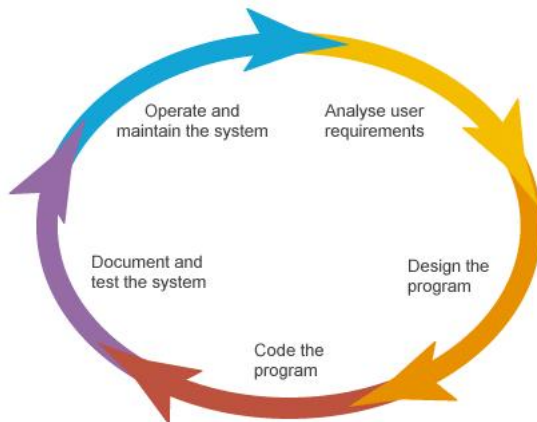 Operate and
maintain the system
Analyse user
requirements
Design the
program
Code the
program
Document and
test the system